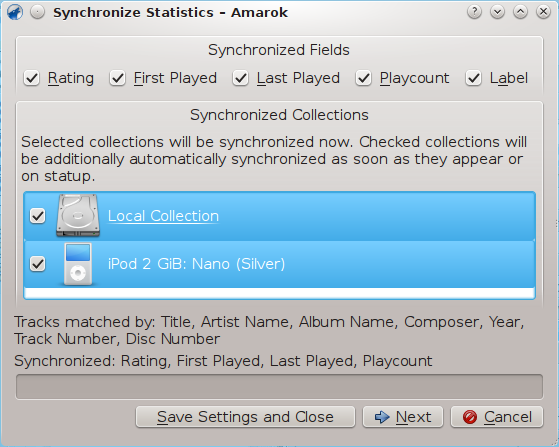 Synchronize Statistics – Amarok
Synchronized Fields
Rating First Played Last Played Playcount Label
Synchronized Collections
Selected collections will be synchronized now. Checked collections will
be additionally automatically synchronized as soon as they appear or
on statup.
Local Collection
iPod 2 GiB: Nano (Silver)
Tracks matched by: Title, Artist Name, Album Name, Composer, Year,
Track Number, Disc Number
Synchronized: Rating, First Played, Last Played, Playcount
Save Settings and Close Next Cancel